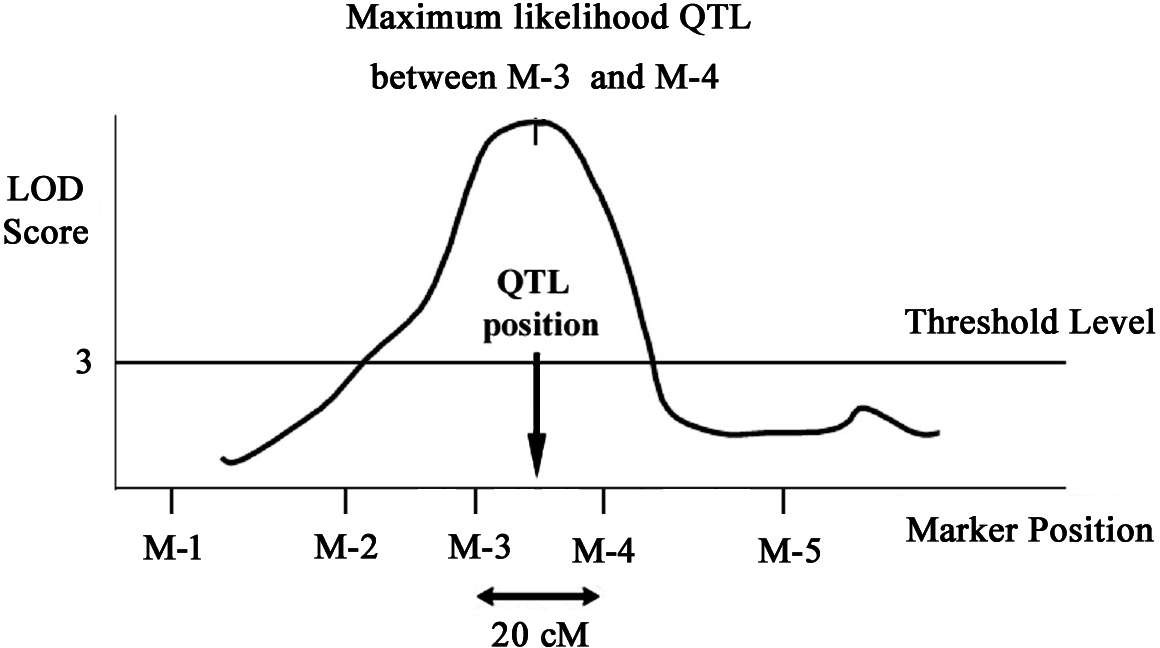 Maximum likelihood QTL
between M-3 and M-4
LOD
Score
QTL
position
Threshold Level
3
M-1
M-2
M-3
M-4
M-5
Marker Position
20 cM